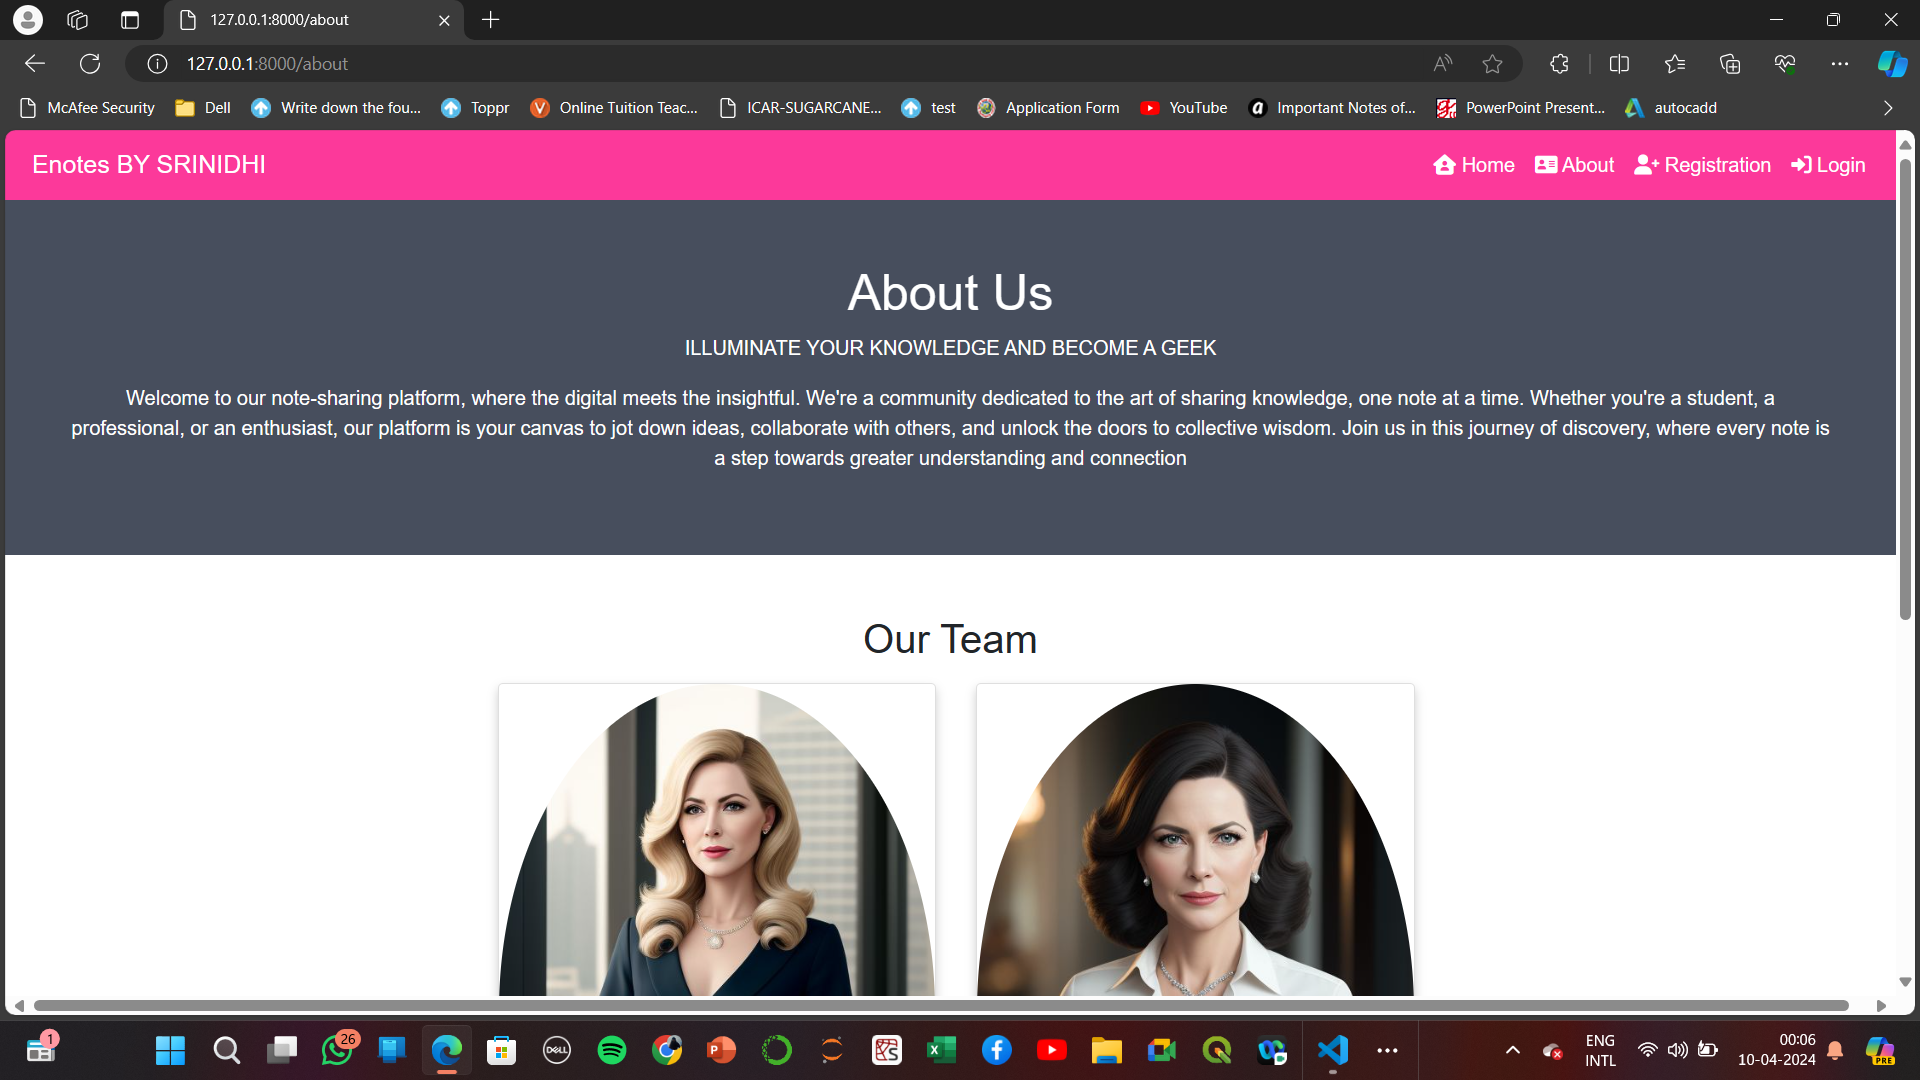 127.0.0.1:8000/about
127.0.0.1:8000/about
McAfee Security Dell Write down the fou... Toppr Online Tuition Teac... ICAR-SUGARCANE... test Application Form YouTube Important Notes of... PowerPoint Present... autocadd
Enotes BY SRINIDHI Home About Registration Login
About Us
ILLUMINATE YOUR KNOWLEDGE AND BECOME A GEEK
Welcome to our note-sharing platform, where the digital meets the insightful. We're a community dedicated to the art of sharing knowledge, one note at a time. Whether you're a student, a
professional, or an enthusiast, our platform is your canvas to jot down ideas, collaborate with others, and unlock the doors to collective wisdom. Join us in this journey of discovery, where every note is
a step towards greater understanding and connection
Our Team
1 26 DELL ENG 00:06
INTL 10-04-2024 PRE